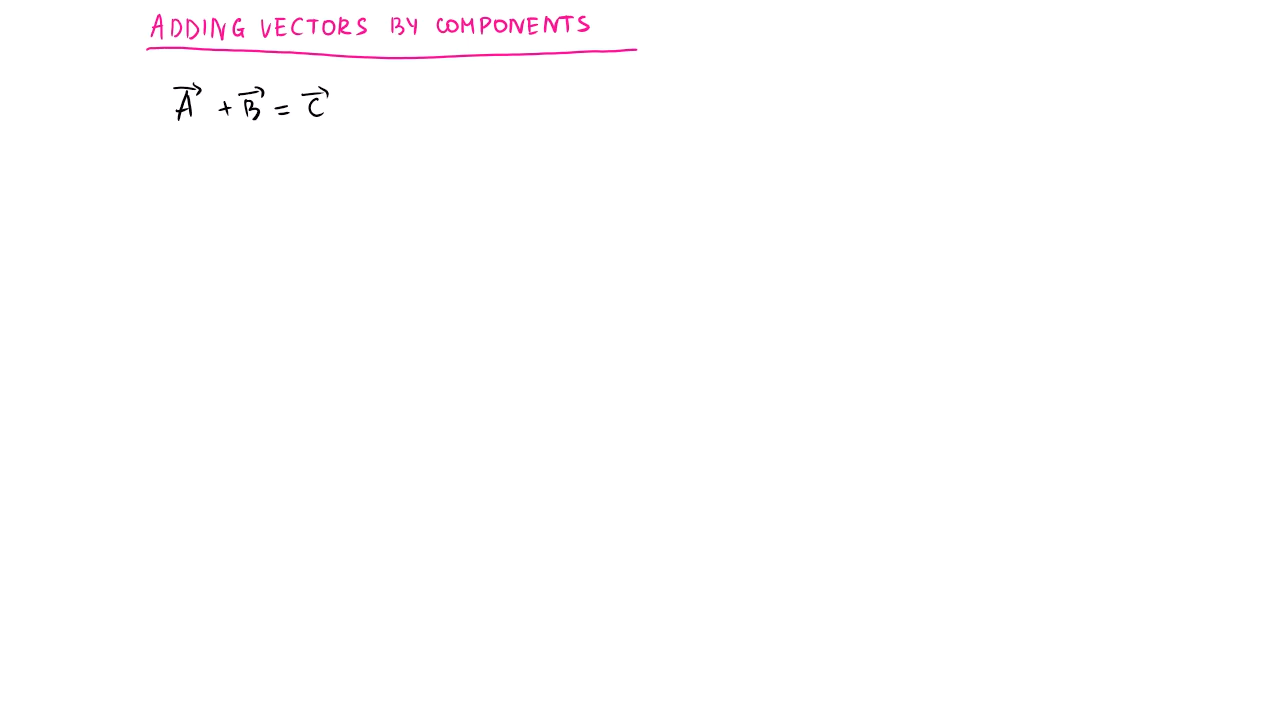 ADDING VECTORS BY COMPONENTS
A⃗ + B⃗ = C⃗